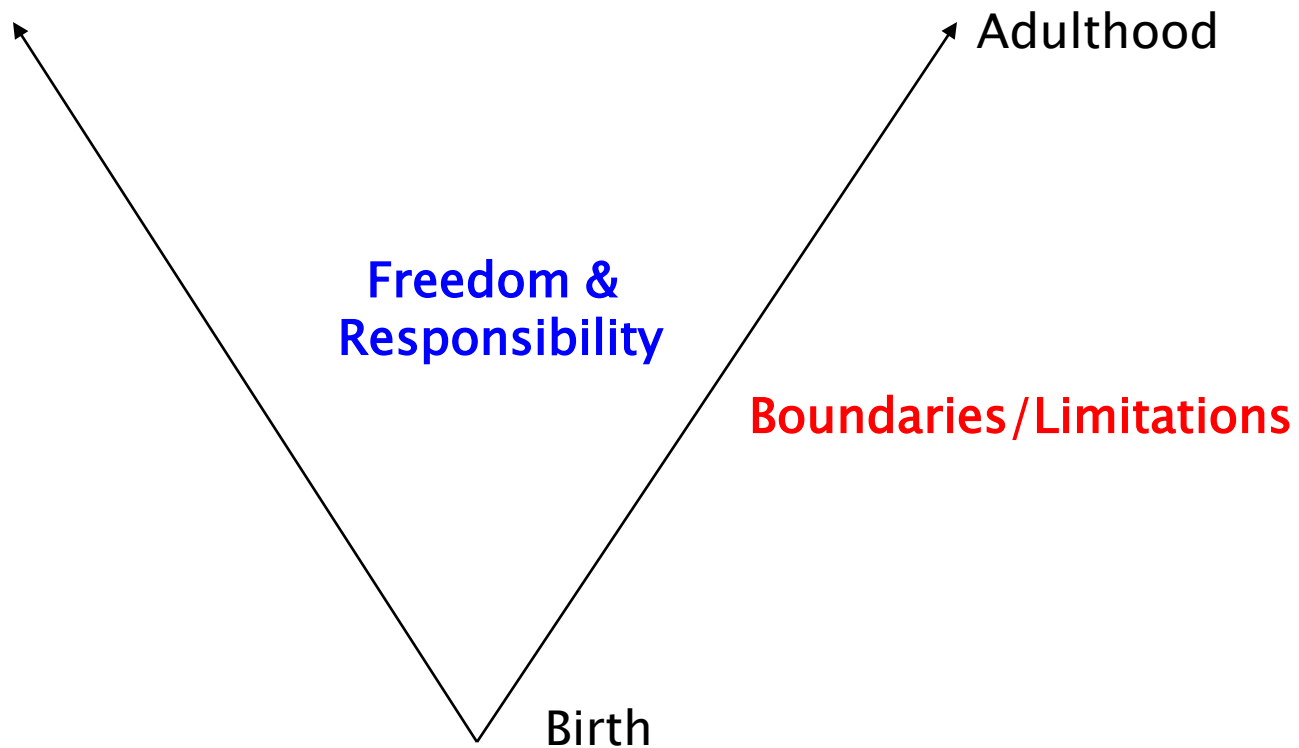 Adulthood
Freedom &
Responsibility
Boundaries/Limitations
Birth